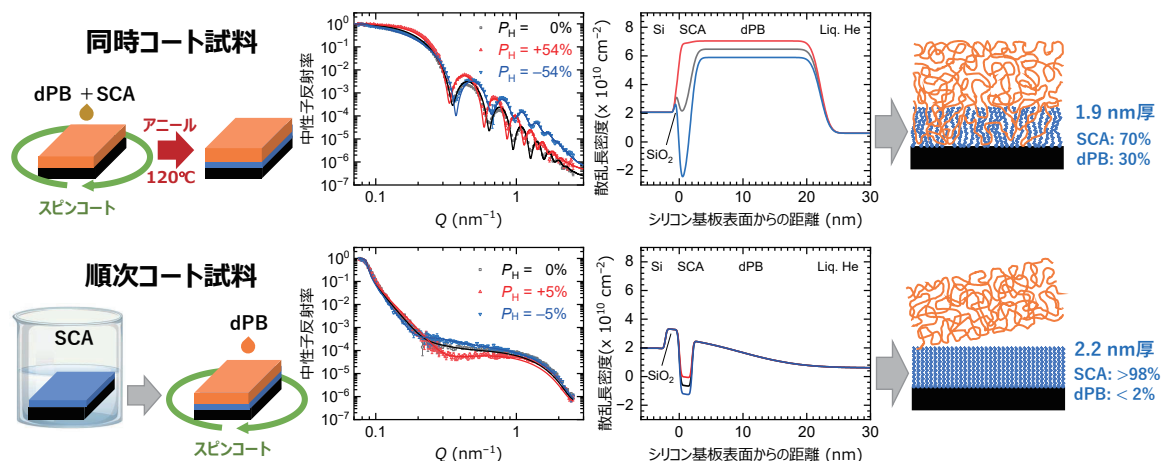 同時コート試料
dPB +SCA
アニール
120℃
スピンコート
中性子反射率
10⁰
10⁻¹
10⁻²
10⁻³
10⁻⁴
10⁻⁵
10⁻⁶
10⁻⁷
P_H = 0%
P_H = +54%
P_H = −54%
0.1
1
Q (nm⁻¹)
散乱長密度(x 10¹⁰ cm⁻²)
8
6
4
2
0
−2
Si
SCA
dPB
Liq. He
SiO₂
0
10
20
30
シリコン基板表面からの距離 (nm)
1.9 nm厚
SCA: 70%
dPB: 30%
順次コート試料
SCA
dPB
スピンコート
中性子反射率
10⁰
10⁻¹
10⁻²
10⁻³
10⁻⁴
10⁻⁵
10⁻⁶
10⁻⁷
P_H = 0%
P_H = +5%
P_H = −5%
0.1
1
Q (nm⁻¹)
散乱長密度(x 10¹⁰ cm⁻²)
8
6
4
2
0
−2
Si
SCA
dPB
Liq. He
SiO₂
0
10
20
30
シリコン基板表面からの距離 (nm)
2.2 nm厚
SCA: >98%
dPB: < 2%